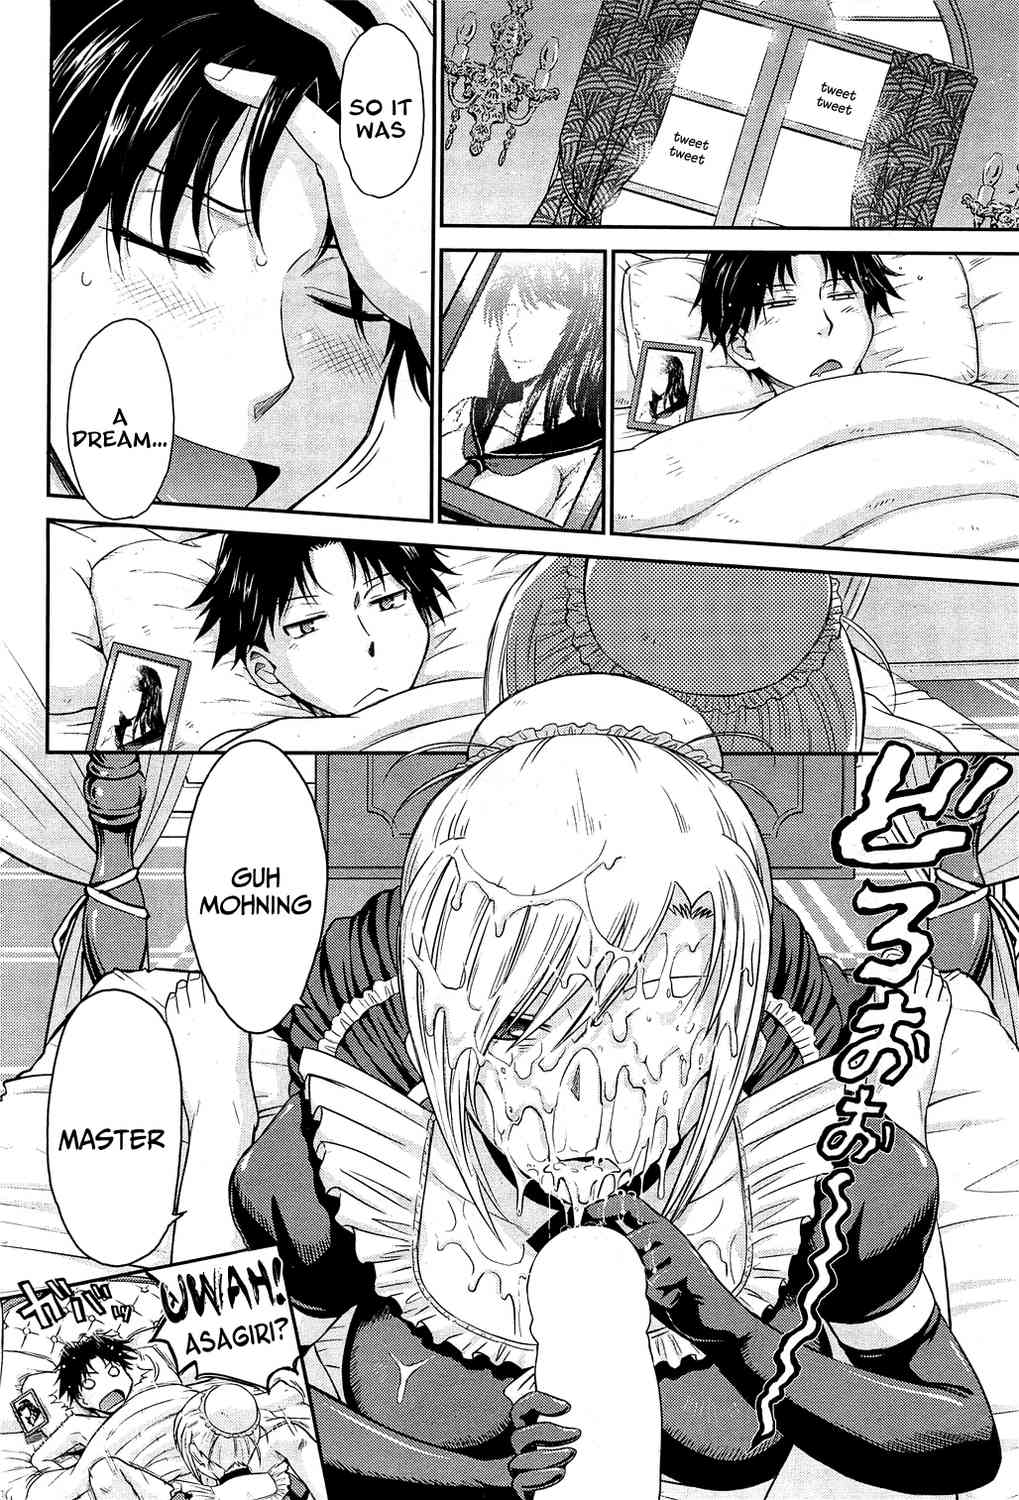 tweet
tweet
tweet
tweet
SO IT
WAS
A
DREAM...
GUH
MOHNING
MASTER
どろぉぉぉ～
ガバッ
UWAH!
ASAGIRI?